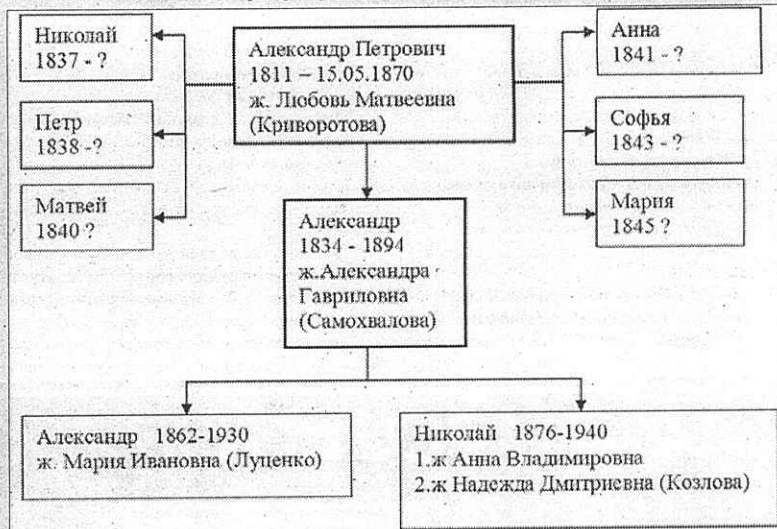 Николай
1837 - ?
Александр Петрович
1811 – 15.05.1870
ж. Любовь Матвеевна
(Криворотова)
Анна
1841 - ?
Петр
1838 -?
Софья
1843 - ?
Матвей
1840 ?
Мария
1845 ?
Александр
1834 - 1894
ж.Александра
Гавриловна
(Самохвалова)
Александр 1862-1930
ж. Мария Ивановна (Луценко)
Николай 1876-1940
1.ж Анна Владимировна
2.ж Надежда Дмитриевна (Козлова)